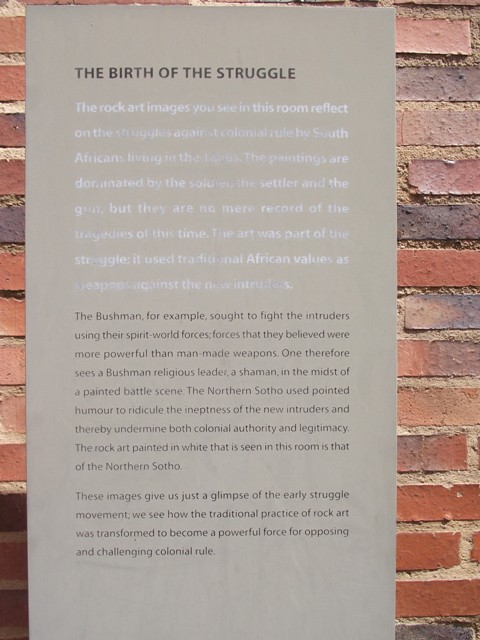 THE BIRTH OF THE STRUGGLE
The rock art images you see in this room reflect
on the struggles against colonial rule by South
Africans living in the lands. The paintings are
dominated by the soldier, the settler and the
gun, but they are no mere record of the
tragedies of this time. The art was part of the
struggle: it used traditional African values as
weapons against the new intruders.
The Bushman, for example, sought to fight the intruders
using their spirit-world forces; forces that they believed were
more powerful than man-made weapons. One therefore
sees a Bushman religious leader, a shaman, in the midst of
a painted battle scene. The Northern Sotho used pointed
humour to ridicule the ineptness of the new intruders and
thereby undermine both colonial authority and legitimacy.
The rock art painted in white that is seen in this room is that
of the Northern Sotho.
These images give us just a glimpse of the early struggle
movement; we see how the traditional practice of rock art
was transformed to become a powerful force for opposing
and challenging colonial rule.